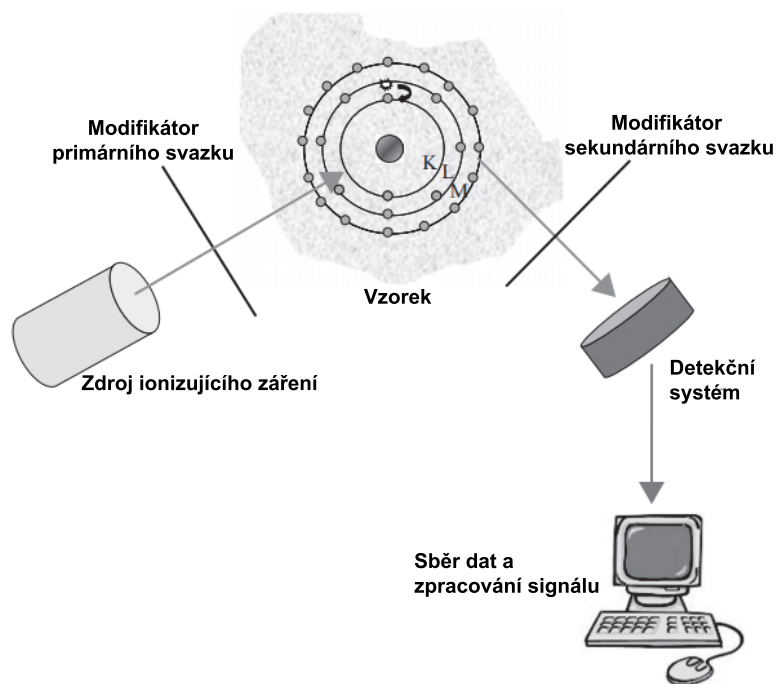 Modifikátor
primárního svazku
Modifikátor
sekundárního svazku
K
L
M
Vzorek
Zdroj ionizujícího záření
Detekční
systém
Sběr dat a
zpracování signálu